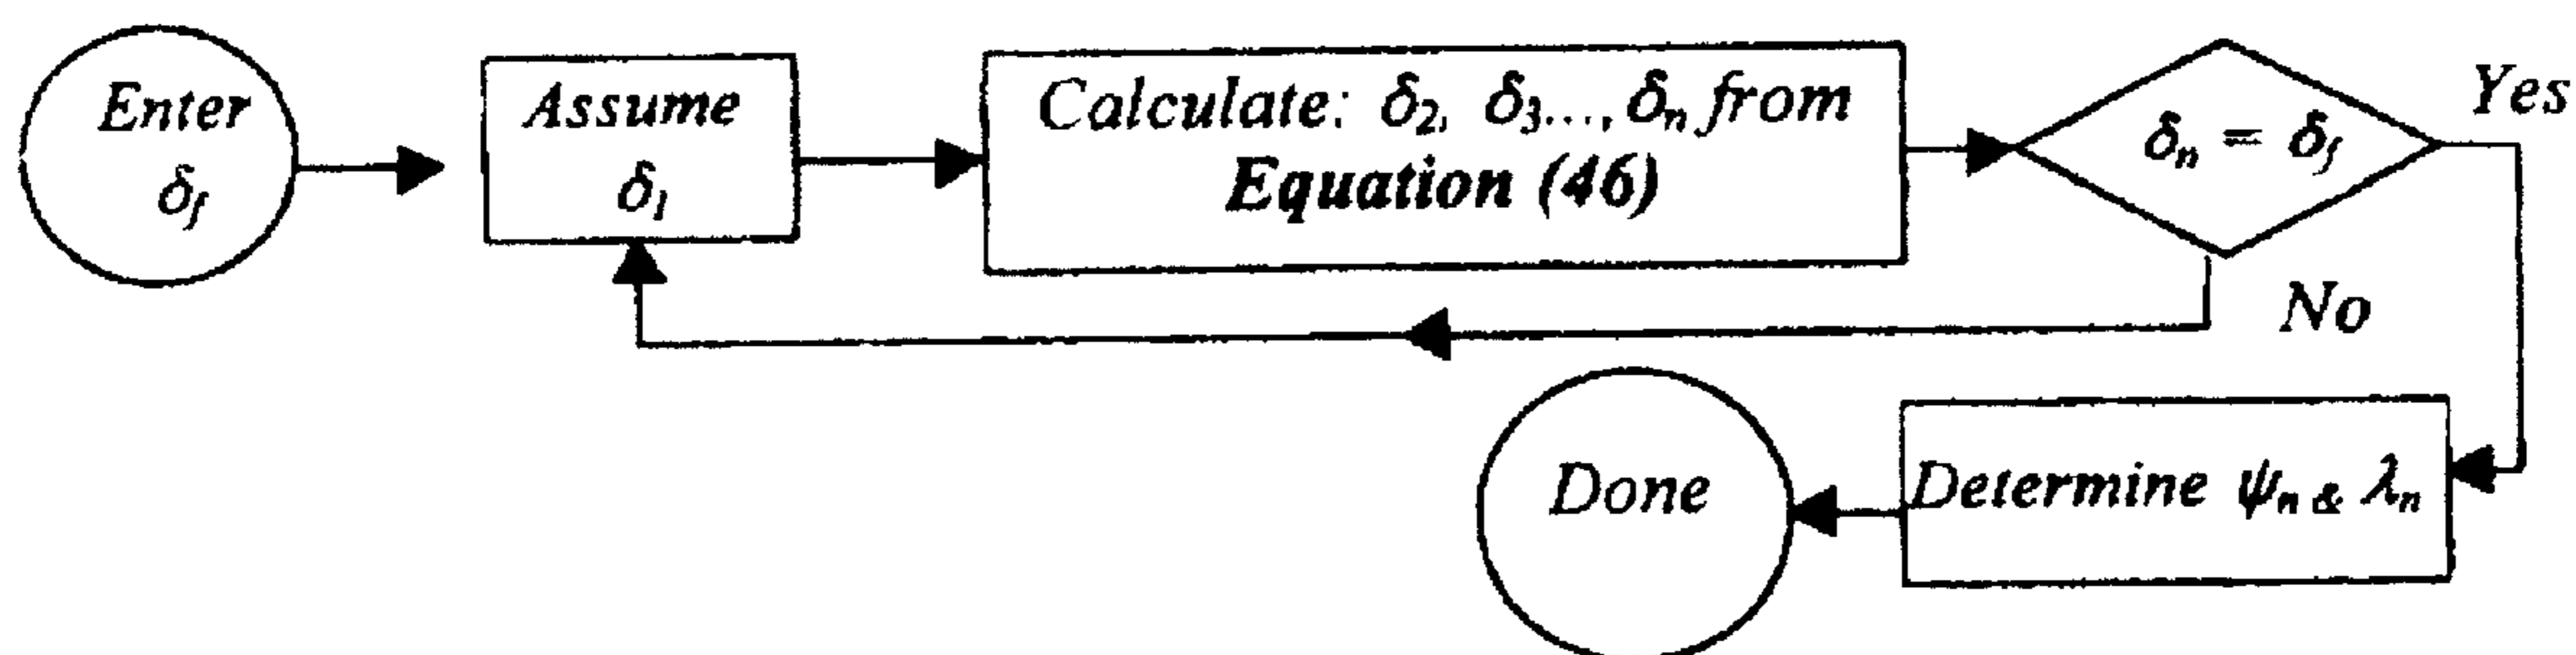 Enter
δf
Assume
δ1
Calculate: δ2, δ3...,δn from
Equation (46)
δn = δf
Yes
No
Determine ψn & λn
Done